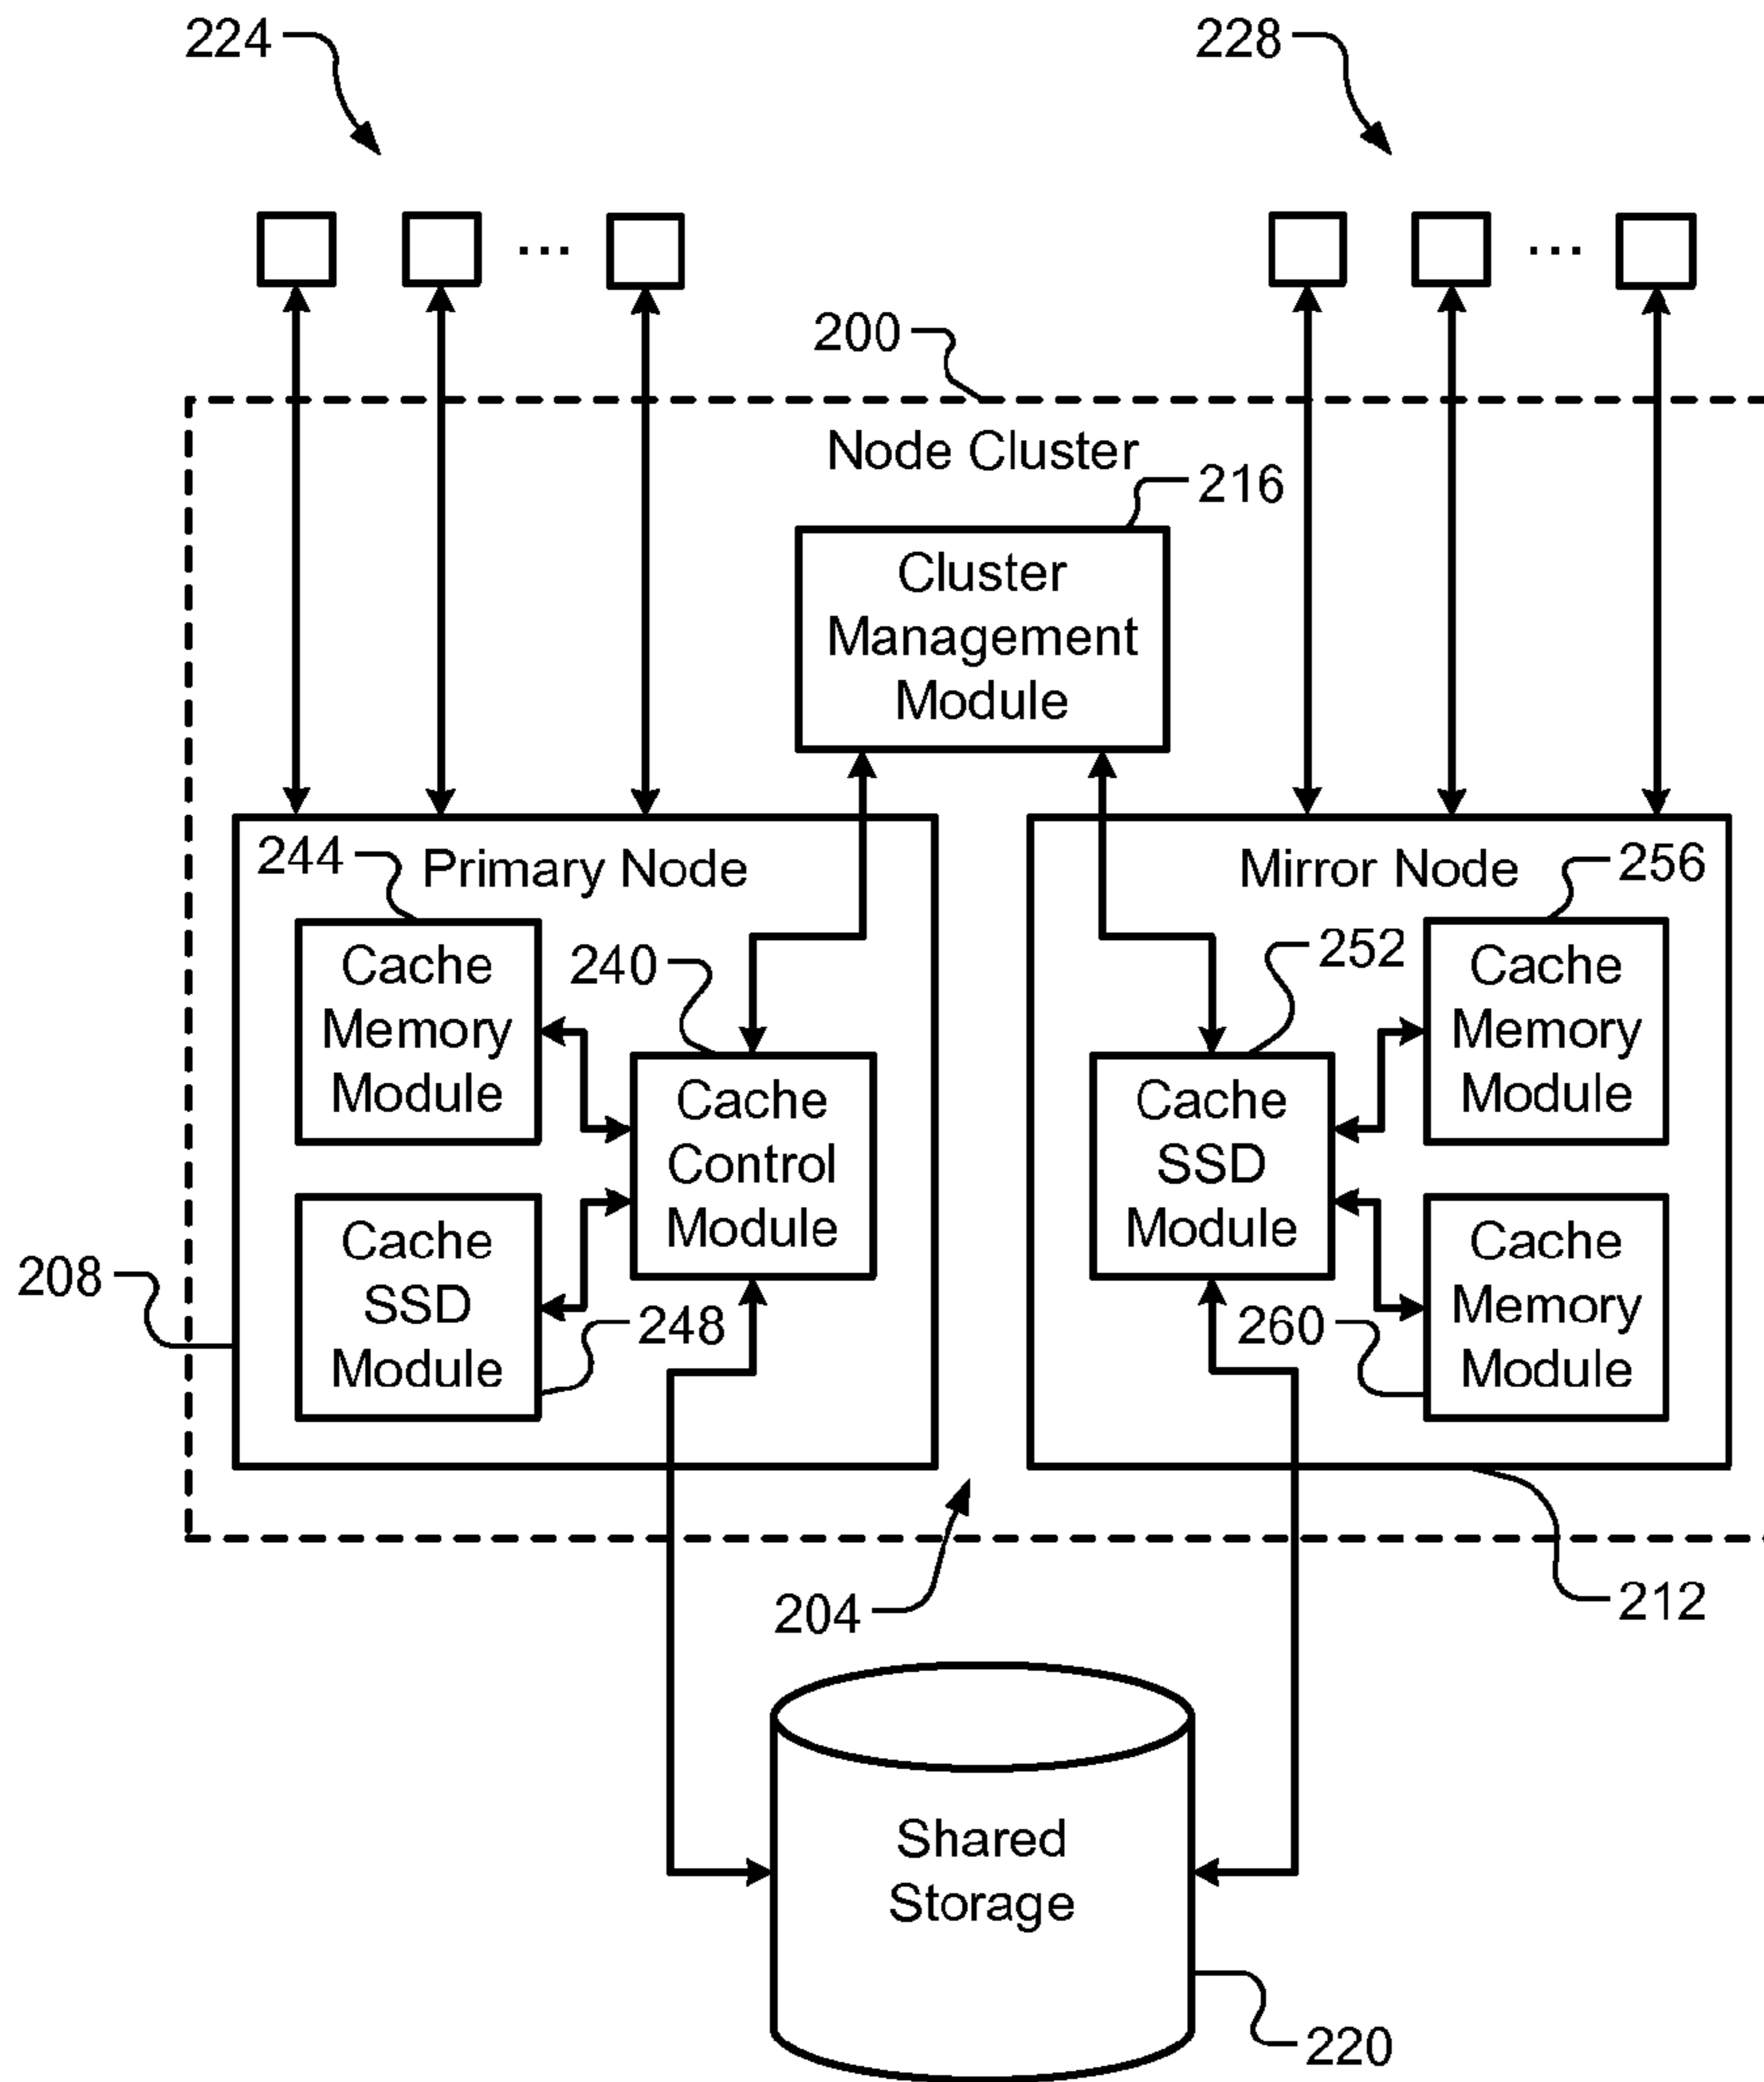 224
228
...
...
200
Node Cluster
216
Cluster
Management
Module
244
Primary Node
Mirror Node
256
Cache
Memory
Module
240
252
Cache
Memory
Module
Cache
Control
Module
Cache
SSD
Module
208
Cache
SSD
Module
248
260
Cache
Memory
Module
204
212
Shared
Storage
220